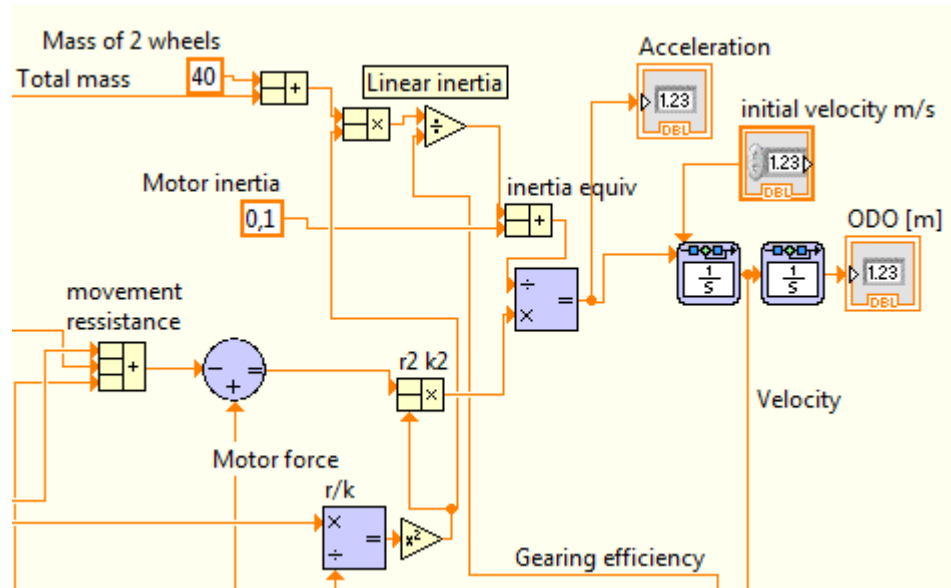 Mass of 2 wheels
Acceleration
Total mass
40
+
Linear inertia
1.23
DBL
initial velocity m/s
×
÷
1.23
DBL
Motor inertia
inertia equiv
0,1
+
ODO [m]
1
s
1
s
1.23
DBL
÷
=
×
movement
ressistance
+
−
=
+
r2 k2
×
Velocity
Motor force
r/k
×
=
÷
x²
Gearing efficiency